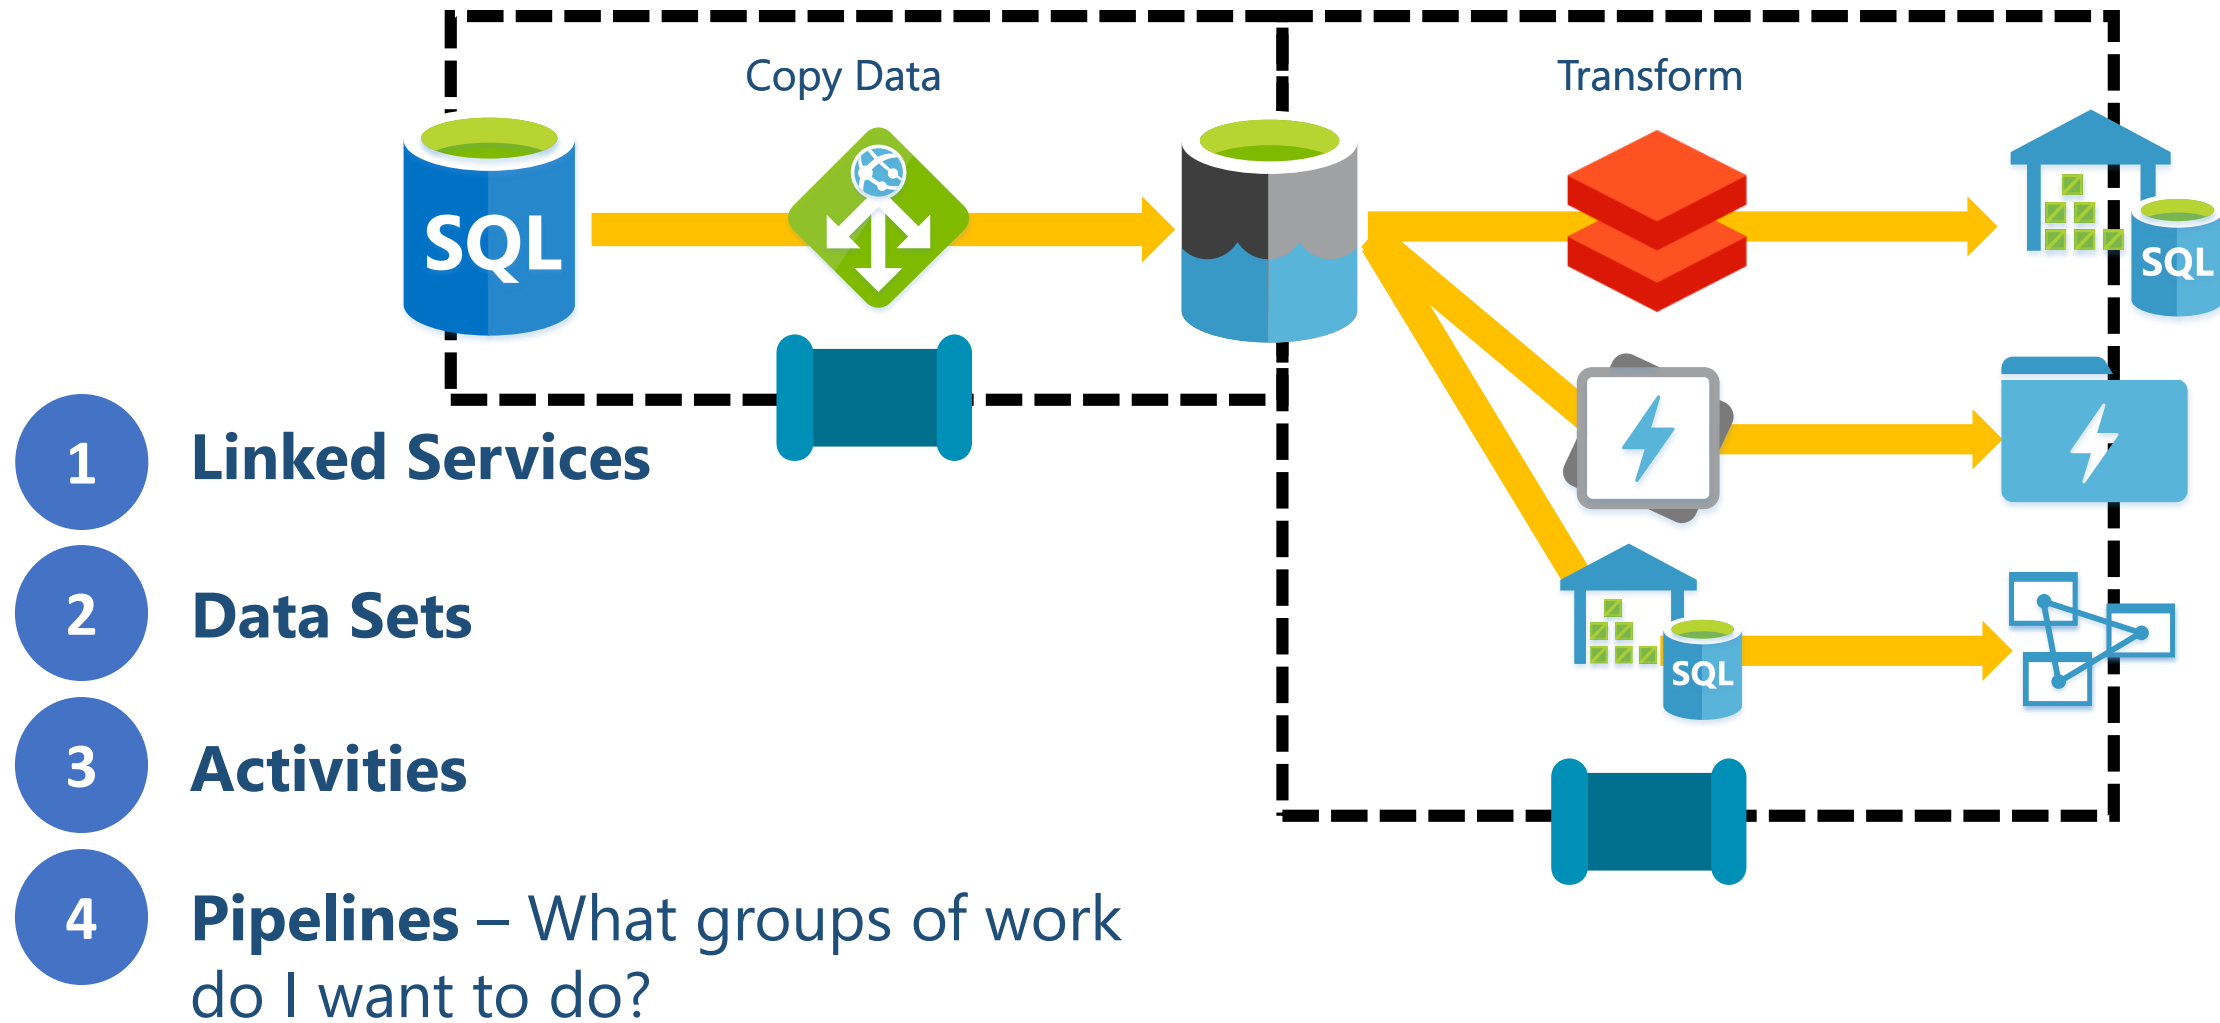 Copy Data
Transform
SQL
SQL
SQL
1
Linked Services
2
Data Sets
3
Activities
4
Pipelines – What groups of work
do I want to do?